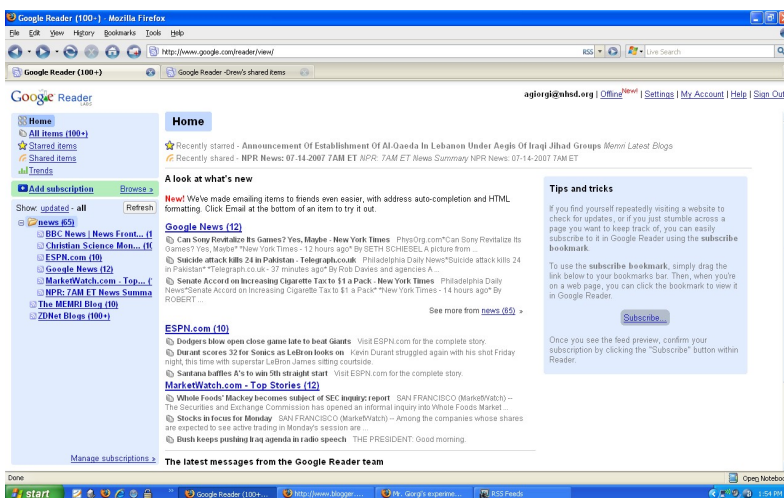 Google Reader (100+) - Mozilla Firefox
File Edit View History Bookmarks Tools Help
http://www.google.com/reader/view/
RSS
Live Search
Google Reader (100+)
Google Reader -Drew's shared items
Google Reader
LABS
agiorgi@nhsd.org | Offline New! | Settings | My Account | Help | Sign Out
Home
All items (100+)
Starred items
Shared items
Trends
Add subscription Browse »
Show: updated - all Refresh
news (65)
BBC News | News Front... (1
Christian Science Mon... (1(
ESPN.com (10)
Google News (12)
MarketWatch.com - Top... (
NPR: 7AM ET News Summa
The MEMRI Blog (10)
ZDNet Blogs (100+)
Manage subscriptions »
Home
Recently starred - Announcement Of Establishment Of Al-Qaeda In Lebanon Under Aegis Of Iraqi Jihad Groups Memri Latest Blogs
Recently shared - NPR News: 07-14-2007 7AM ET NPR: 7AM ET News Summary NPR News: 07-14-2007 7AM ET
A look at what's new
New! We've made emailing items to friends even easier, with address auto-completion and HTML
formatting. Click Email at the bottom of an item to try it out.
Google News (12)
Can Sony Revitalize Its Games? Yes, Maybe - New York Times PhysOrg.com*Can Sony Revitalize Its
Games? Yes, Maybe* *New York Times - 12 hours ago* By SETH SCHIESEL A picture from ...
Suicide attack kills 24 in Pakistan - Telegraph.co.uk Philadelphia Daily News*Suicide attack kills 24
in Pakistan* *Telegraph.co.uk - 37 minutes ago* By Rob Davies and agencies A...
Senate Accord on Increasing Cigarette Tax to $1 a Pack - New York Times Philadelphia Daily
News*Senate Accord on Increasing Cigarette Tax to $1 a Pack* *New York Times - 14 hours ago* By
ROBERT ...
See more from news (65) »
ESPN.com (10)
Dodgers blow open close game late to beat Giants Visit ESPN.com for the complete story.
Durant scores 32 for Sonics as LeBron looks on Kevin Durant struggled again with his shot Friday
night, this time with superstar LeBron James sitting courtside.
Santana baffles A's to win 5th straight start Visit ESPN.com for the complete story.
MarketWatch.com - Top Stories (12)
Whole Foods' Mackey becomes subject of SEC inquiry: report SAN FRANCISCO (MarketWatch) --
The Securities and Exchange Commission has opened an informal inquiry into Whole Foods Market ...
Stocks in focus for Monday SAN FRANCISCO (MarketWatch) -- Among the companies whose shares
are expected to see active trading in Monday's session are ...
Bush keeps pushing Iraq agenda in radio speech THE PRESIDENT: Good morning.
The latest messages from the Google Reader team
Tips and tricks
If you find yourself repeatedly visiting a website to
check for updates, or if you just stumble across a
page you want to keep track of, you can easily
subscribe to it in Google Reader using the subscribe
bookmark.
To use the subscribe bookmark, simply drag the
link below to your bookmarks bar. Then, when you're
on a web page, you can click the bookmark to view it
in Google Reader.
Subscribe...
Once you see the feed preview, confirm your
subscription by clicking the "Subscribe" button within
Reader.
Done
Open Notebo
start
Google Reader (100+...
http://www.blogger....
Mr. Giorgi's experime...
RSS Feeds
1:54 PM